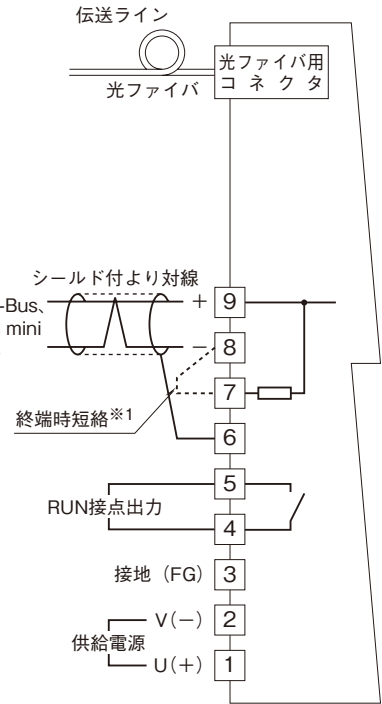 伝送ライン
光ファイバ
光ファイバ用
コネクタ
シールド付より対線
-Bus、
mini
+ 9
− 8
7
終端時短絡※1
6
5
RUN接点出力
4
接地（FG） 3
V（−） 2
供給電源
U（+） 1